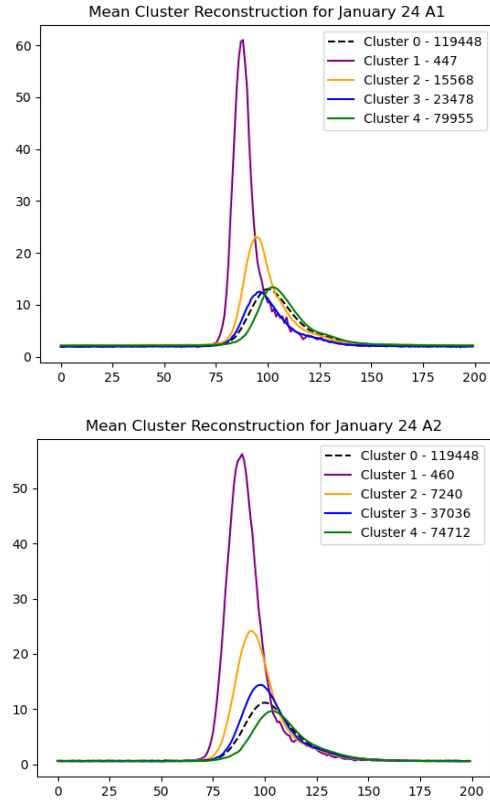 Mean Cluster Reconstruction for January 24 A1
60
50
40
30
20
10
0
Cluster 0 - 119448
Cluster 1 - 447
Cluster 2 - 15568
Cluster 3 - 23478
Cluster 4 - 79955
0 25 50 75 100 125 150 175 200
Mean Cluster Reconstruction for January 24 A2
50
40
30
20
10
0
Cluster 0 - 119448
Cluster 1 - 460
Cluster 2 - 7240
Cluster 3 - 37036
Cluster 4 - 74712
0 25 50 75 100 125 150 175 200